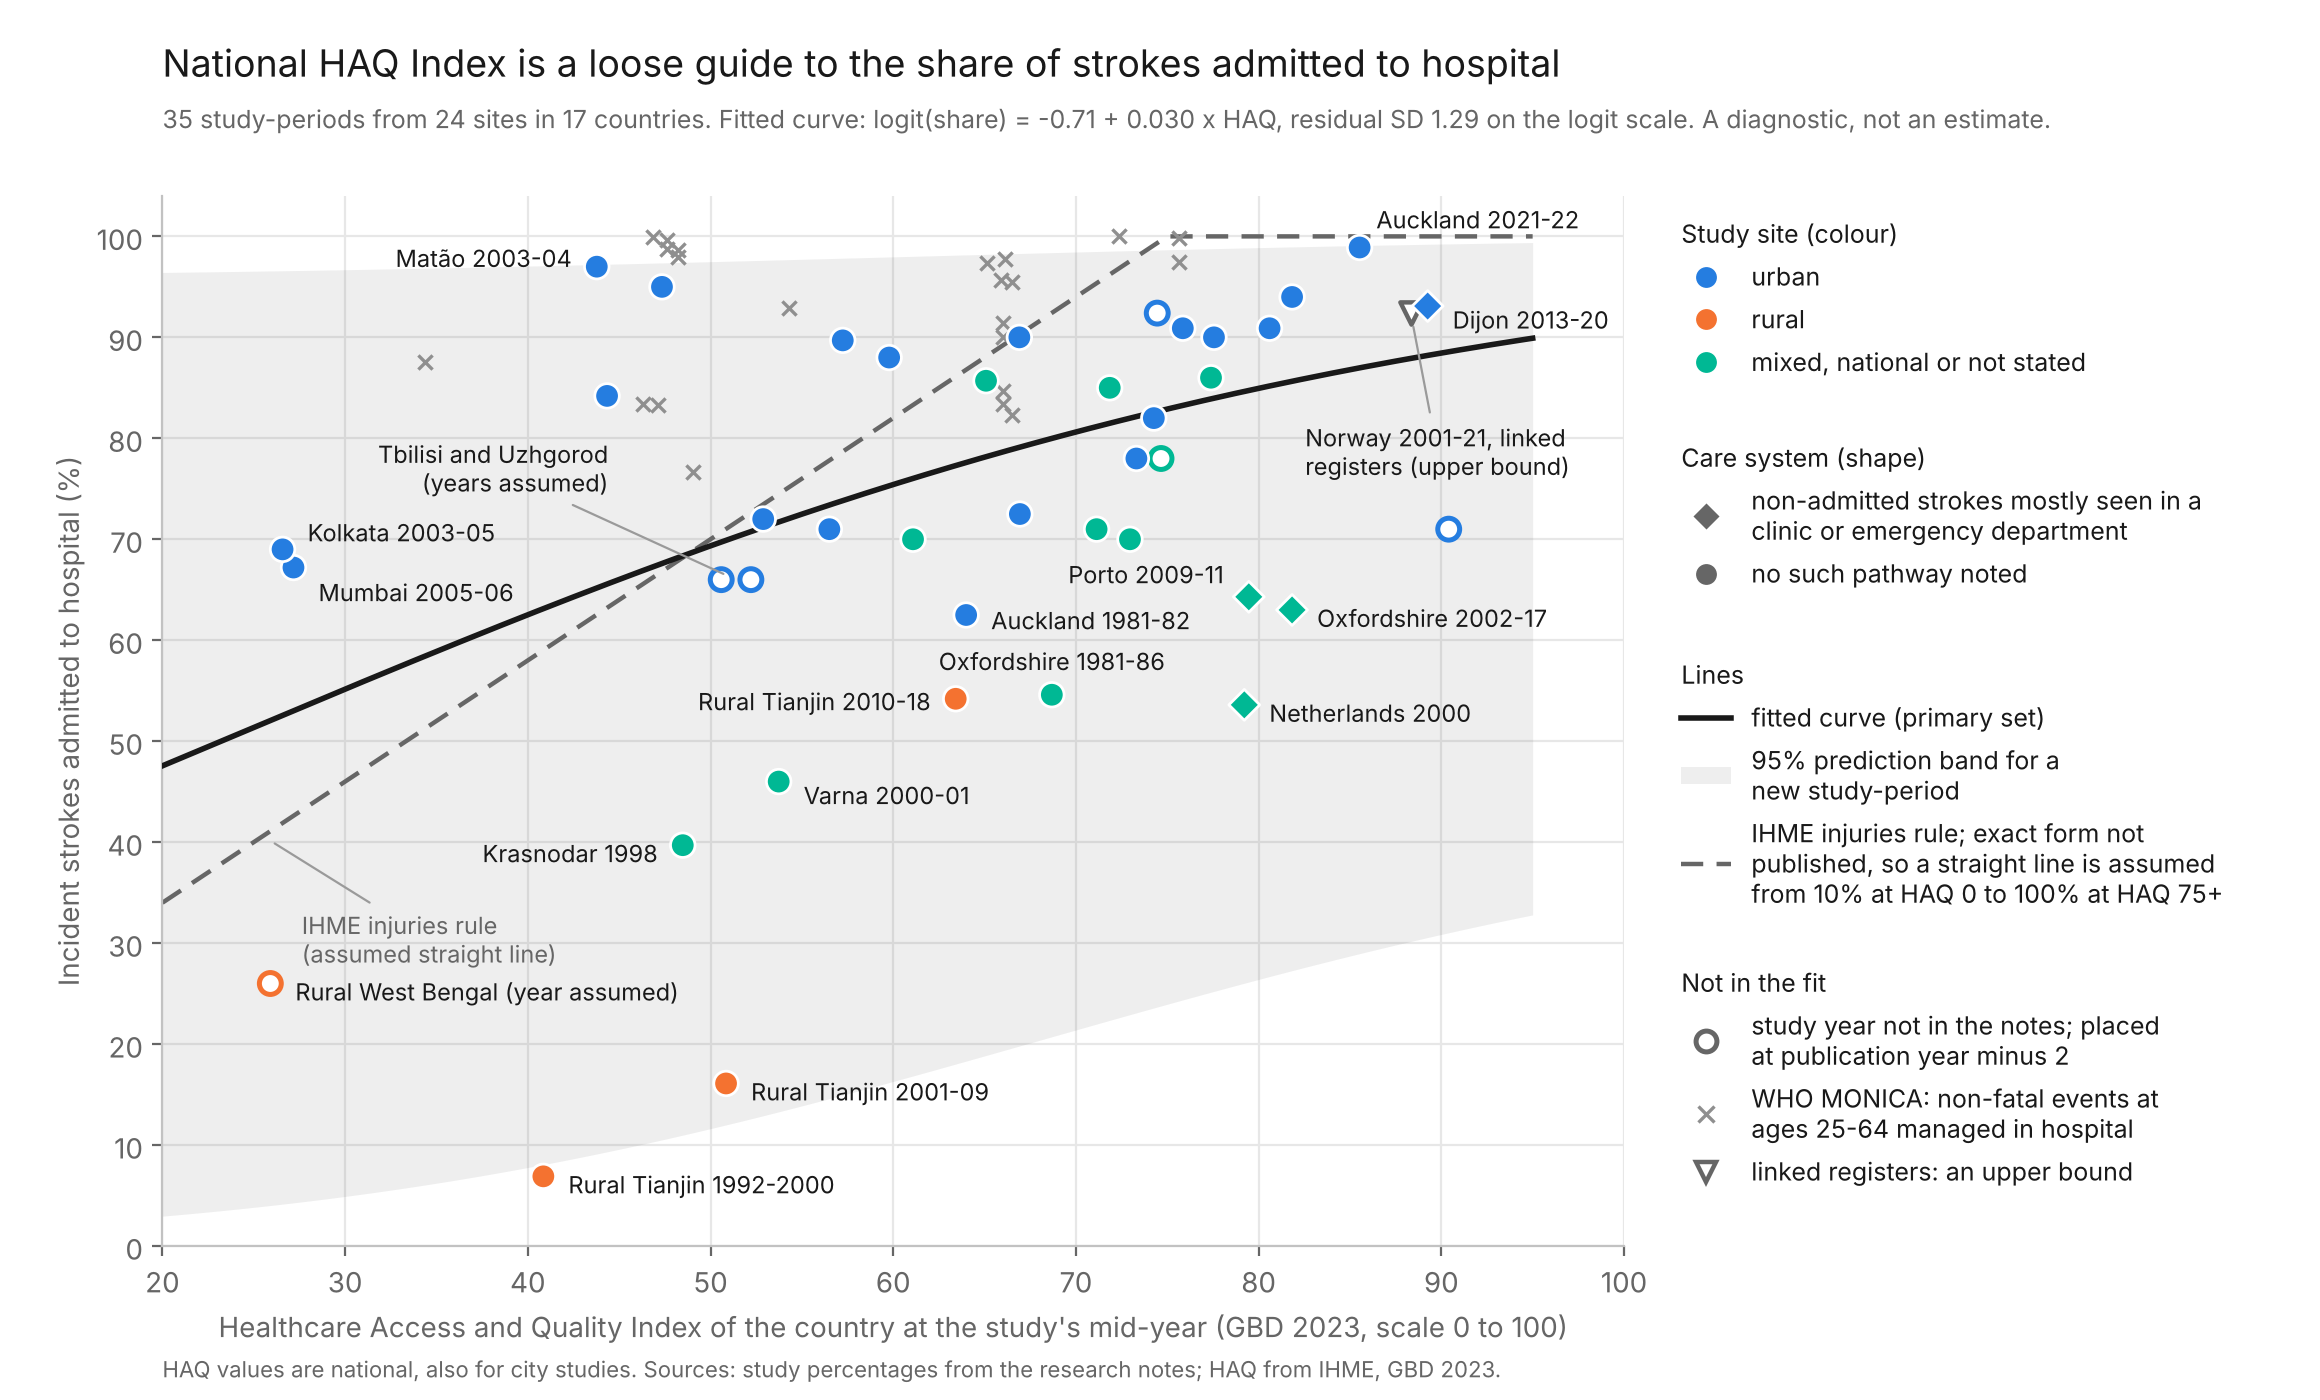 National HAQ Index is a loose guide to the share of strokes admitted to hospital
35 study-periods from 24 sites in 17 countries. Fitted curve: logit(share) = -0.71 + 0.030 x HAQ, residual SD 1.29 on the logit scale. A diagnostic, not an estimate.
Incident strokes admitted to hospital (%)
100
90
80
70
60
50
40
30
20
10
0
20
30
40
50
60
70
80
90
100
Auckland 2021-22
Matão 2003-04
Dijon 2013-20
Norway 2001-21, linked
registers (upper bound)
Tbilisi and Uzhgorod
(years assumed)
Kolkata 2003-05
Mumbai 2005-06
Porto 2009-11
Auckland 1981-82
Oxfordshire 2002-17
Oxfordshire 1981-86
Rural Tianjin 2010-18
Netherlands 2000
Varna 2000-01
Krasnodar 1998
IHME injuries rule
(assumed straight line)
Rural West Bengal (year assumed)
Rural Tianjin 2001-09
Rural Tianjin 1992-2000
Healthcare Access and Quality Index of the country at the study's mid-year (GBD 2023, scale 0 to 100)
HAQ values are national, also for city studies. Sources: study percentages from the research notes; HAQ from IHME, GBD 2023.
Study site (colour)
urban
rural
mixed, national or not stated
Care system (shape)
non-admitted strokes mostly seen in a
clinic or emergency department
no such pathway noted
Lines
fitted curve (primary set)
95% prediction band for a
new study-period
IHME injuries rule; exact form not
published, so a straight line is assumed
from 10% at HAQ 0 to 100% at HAQ 75+
Not in the fit
study year not in the notes; placed
at publication year minus 2
WHO MONICA: non-fatal events at
ages 25-64 managed in hospital
linked registers: an upper bound